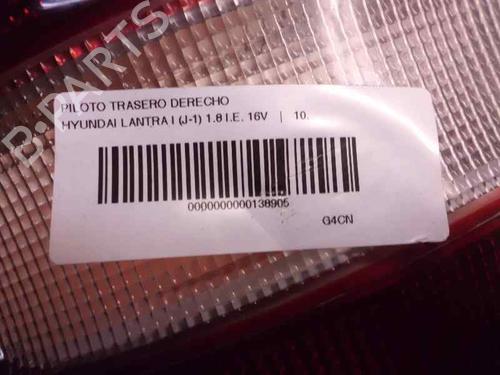 PILOTO TRASERO DERECHO
HYUNDAI LANTRA I (J-1) 1.8 I.E. 16V | 10.
0000000000138905
G4CN
B-PARTS